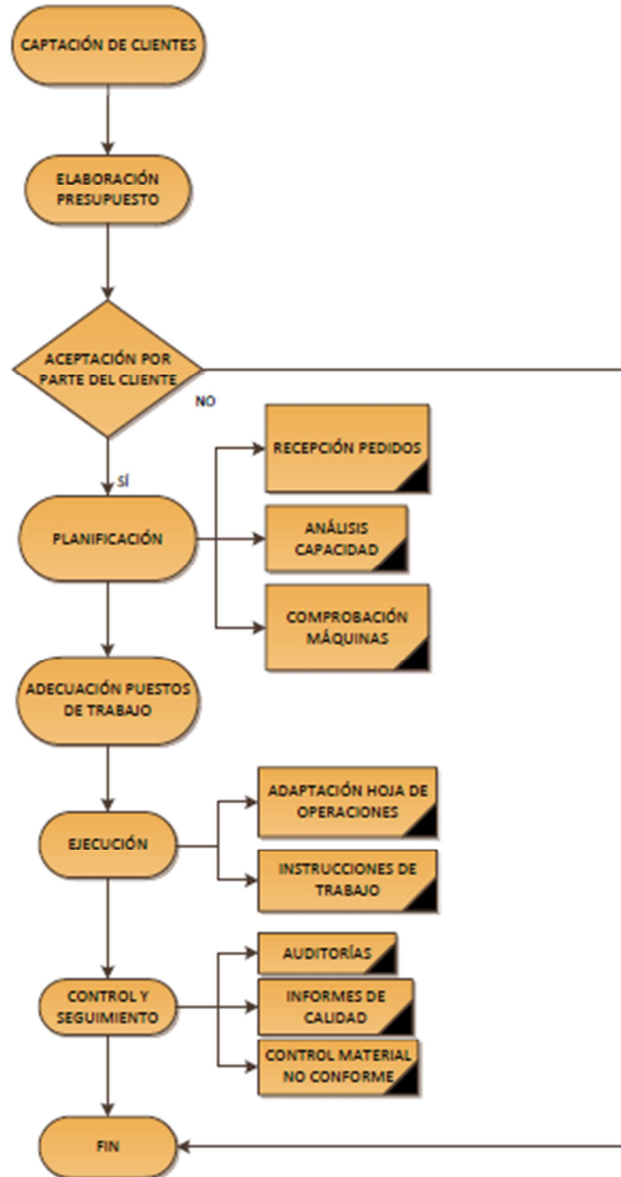 CAPTACIÓN DE CLIENTES
ELABORACIÓN
PRESUPUESTO
ACEPTACIÓN POR
PARTE DEL CLIENTE
NO
SÍ
RECEPCIÓN PEDIDOS
PLANIFICACIÓN
ANÁLISIS
CAPACIDAD
COMPROBACIÓN
MÁQUINAS
ADECUACIÓN PUESTOS
DE TRABAJO
ADAPTACIÓN HOJA DE
OPERACIONES
EJECUCIÓN
INSTRUCCIONES DE
TRABAJO
AUDITORÍAS
CONTROL Y
SEGUIMIENTO
INFORMES DE
CALIDAD
CONTROL MATERIAL
NO CONFORME
FIN